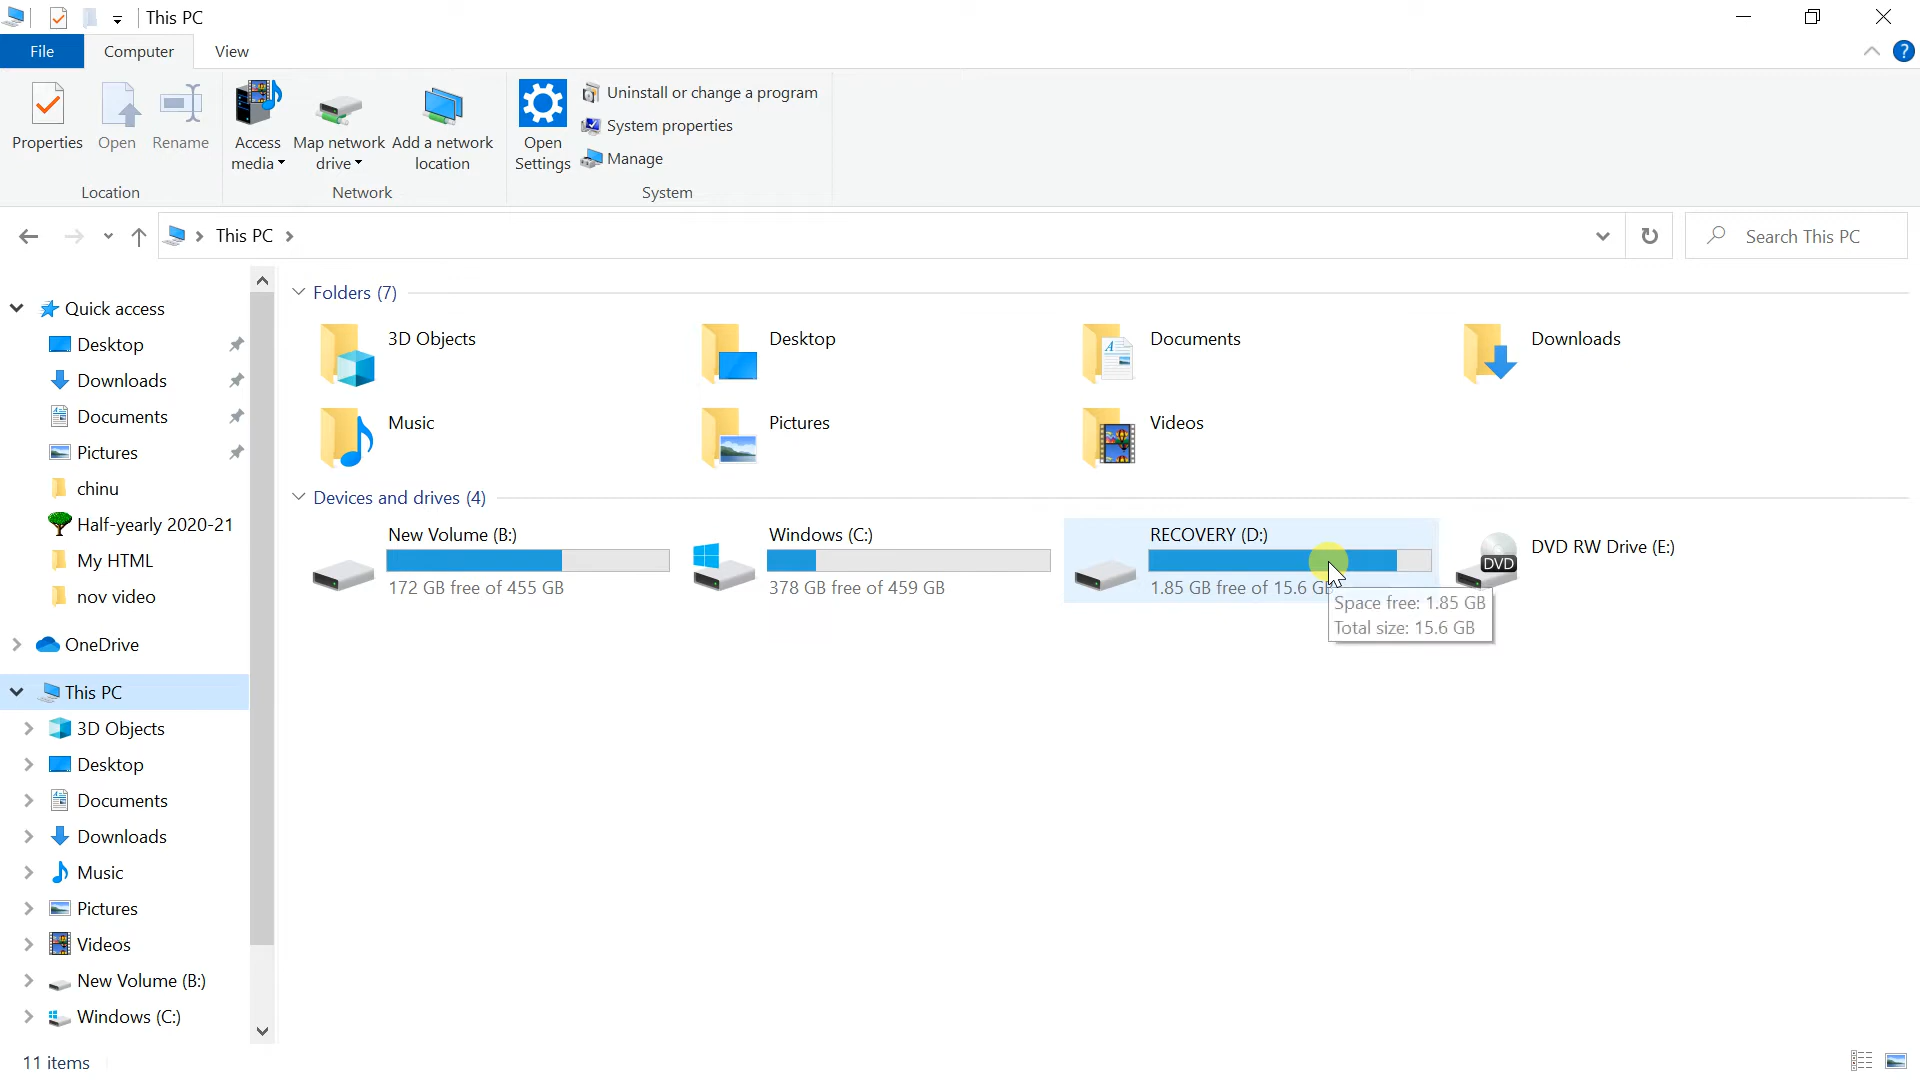 This PC
File
Computer
View
Properties
Open
Rename
Access
media
Map network
drive
Add a network
location
Open
Settings
Uninstall or change a program
System properties
Manage
Location
Network
System
This PC
Search This PC
Quick access
Desktop
Downloads
Documents
Pictures
chinu
Half-yearly 2020-21
My HTML
nov video
OneDrive
This PC
3D Objects
Desktop
Documents
Downloads
Music
Pictures
Videos
New Volume (B:)
Windows (C:)
Folders (7)
3D Objects
Desktop
Documents
Downloads
Music
Pictures
Videos
Devices and drives (4)
New Volume (B:)
172 GB free of 455 GB
Windows (C:)
378 GB free of 459 GB
RECOVERY (D:)
1.85 GB free of 15.6 GB
DVD
DVD RW Drive (E:)
Space free: 1.85 GB
Total size: 15.6 GB
11 items